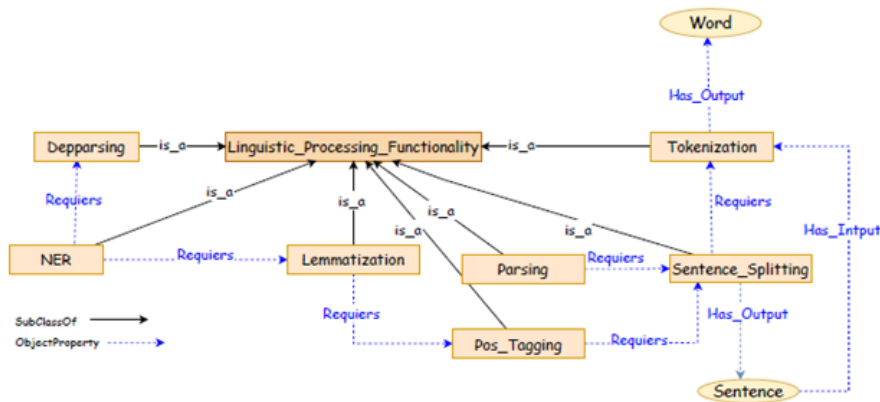 Word
Has_Output
Depparsing
is_a
Linguistic_Processing_Functionality
is_a
Tokenization
Requiers
is_a
is_a
is_a
is_a
is_a
Requiers
Has_Intput
NER
Requiers
Lemmatization
Parsing
Requiers
Sentence_Splitting
SubClassOf
ObjectProperty
Requiers
Pos_Tagging
Requiers
Has_Output
Sentence